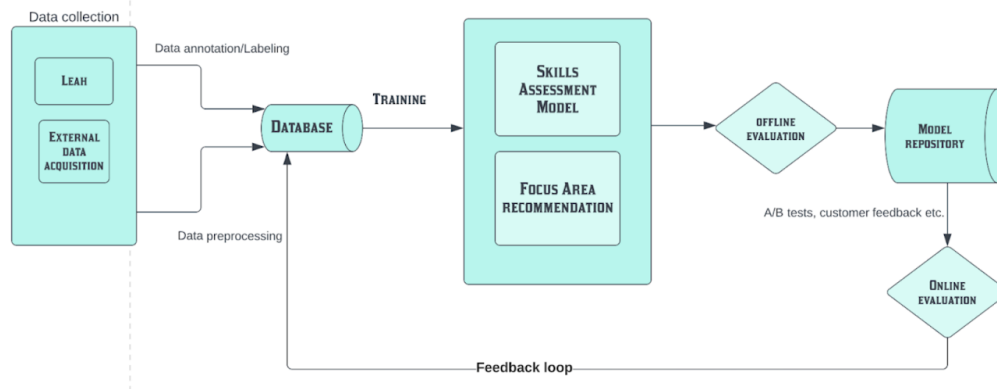 Data collection
Data annotation/Labeling
Leah
External
data
acquisition
Database
Data preprocessing
Training
Skills
Assessment
Model
Focus Area
recommendation
offline
evaluation
Model
repository
A/B tests, customer feedback etc.
Online
evaluation
Feedback loop